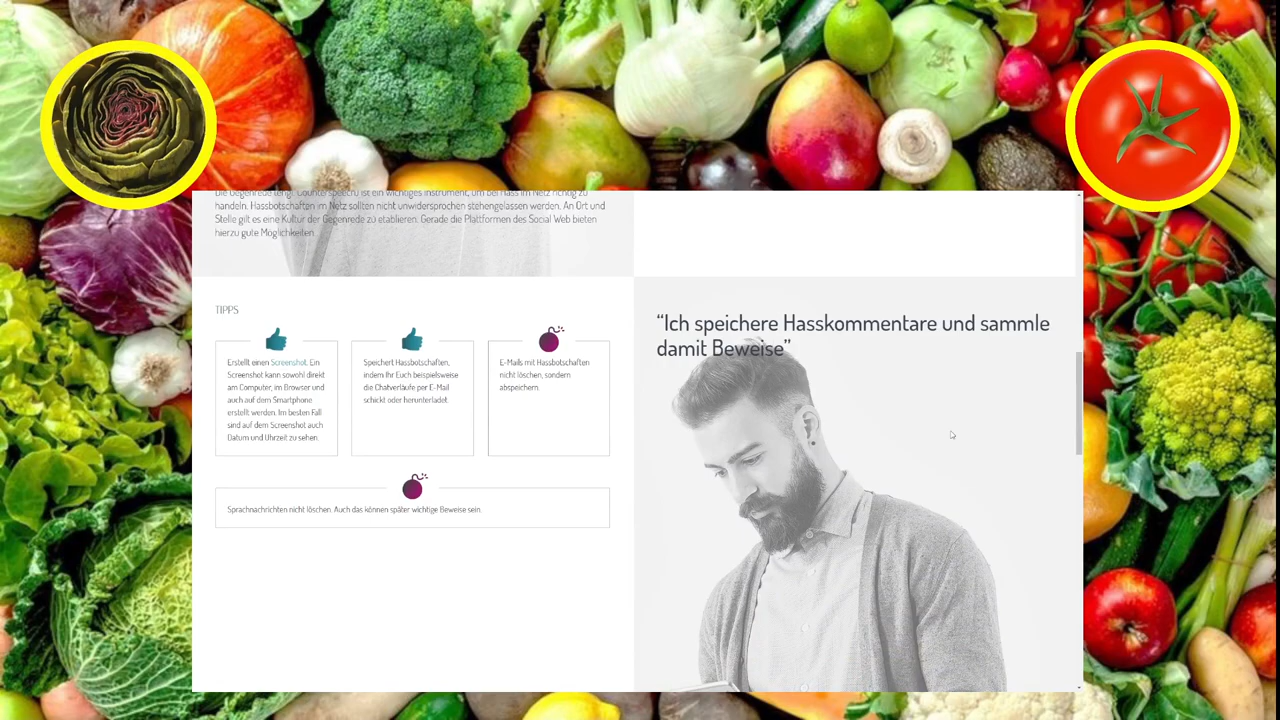 Die Gegenrede (engl. Counterspeech) ist ein wichtiges Instrument, um bei Hass im Netz richtig zu
handeln. Hassbotschaften im Netz sollten nicht unwidersprochen stehengelassen werden. An Ort und
Stelle gilt es eine Kultur der Gegenrede zu etablieren. Gerade die Plattformen des Social Web bieten
hierzu gute Möglichkeiten.
TIPPS
Erstellt einen Screenshot. Ein
Screenshot kann sowohl direkt
am Computer, im Browser und
auch auf dem Smartphone
erstellt werden. Im besten Fall
sind auf dem Screenshot auch
Datum und Uhrzeit zu sehen.
Speichert Hassbotschaften,
indem Ihr Euch beispielsweise
die Chatverläufe per E-Mail
schickt oder herunterladet.
E-Mails mit Hassbotschaften
nicht löschen, sondern
abspeichern.
Sprachnachrichten nicht löschen. Auch das können später wichtige Beweise sein.
“Ich speichere Hasskommentare und sammle
damit Beweise”